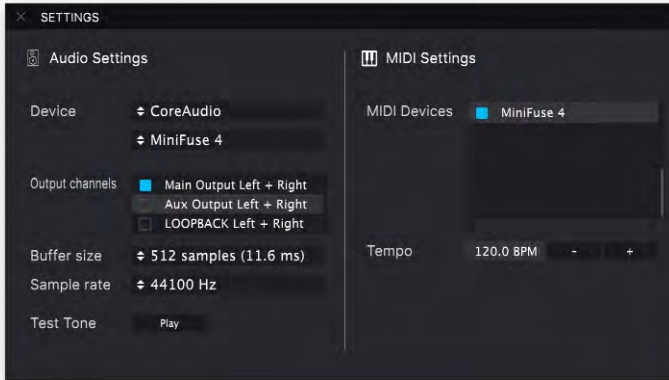 SETTINGS
Audio Settings
Device
CoreAudio
MiniFuse 4
Output channels
Main Output Left + Right
Aux Output Left + Right
LOOPBACK Left + Right
Buffer size
512 samples (11.6 ms)
Sample rate
44100 Hz
Test Tone
Play
MIDI Settings
MIDI Devices
MiniFuse 4
Tempo
120.0 BPM - +